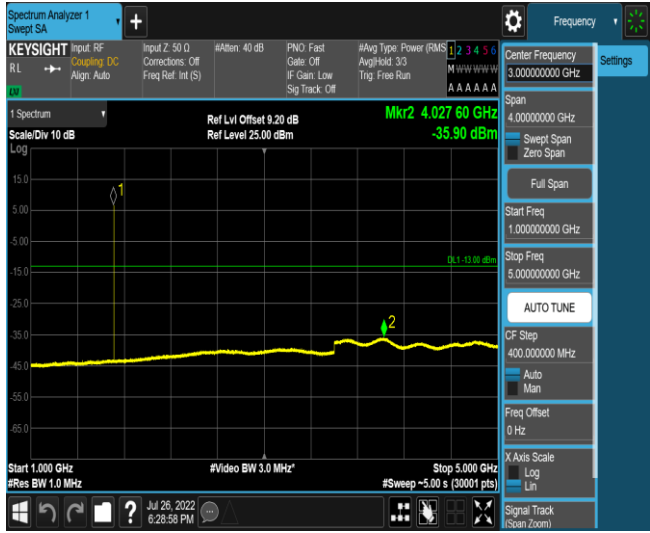 Spectrum Analyzer 1
Swept SA
Frequency
KEYSIGHT
RL
Input: RF
Coupling: DC
Align: Auto
Input Z: 50 Ω
Corrections: Off
Freq Ref: Int (S)
#Atten: 40 dB
PNO: Fast
Gate: Off
IF Gain: Low
Sig Track: Off
#Avg Type: Power (RMS
Avg|Hold: 3/3
Trig: Free Run
1 2 3 4 5 6
M W W W W W
A A A A A A
1 Spectrum
Scale/Div 10 dB
Log
Ref Lvl Offset 9.20 dB
Ref Level 25.00 dBm
Mkr2 4.027 60 GHz
-35.90 dBm
15.0
5.00
-5.00
-15.0
-25.0
-35.0
-45.0
-55.0
-65.0
1
DL1 -13.00 dBm
2
Start 1.000 GHz
#Res BW 1.0 MHz
#Video BW 3.0 MHz*
Stop 5.000 GHz
#Sweep ~5.00 s (30001 pts)
Center Frequency
3.000000000 GHz
Settings
Span
4.00000000 GHz
Swept Span
Zero Span
Full Span
Start Freq
1.000000000 GHz
Stop Freq
5.000000000 GHz
AUTO TUNE
CF Step
400.000000 MHz
Auto
Man
Freq Offset
0 Hz
X Axis Scale
Log
Lin
Signal Track
(Span Zoom)
?
Jul 26, 2022
6:28:58 PM